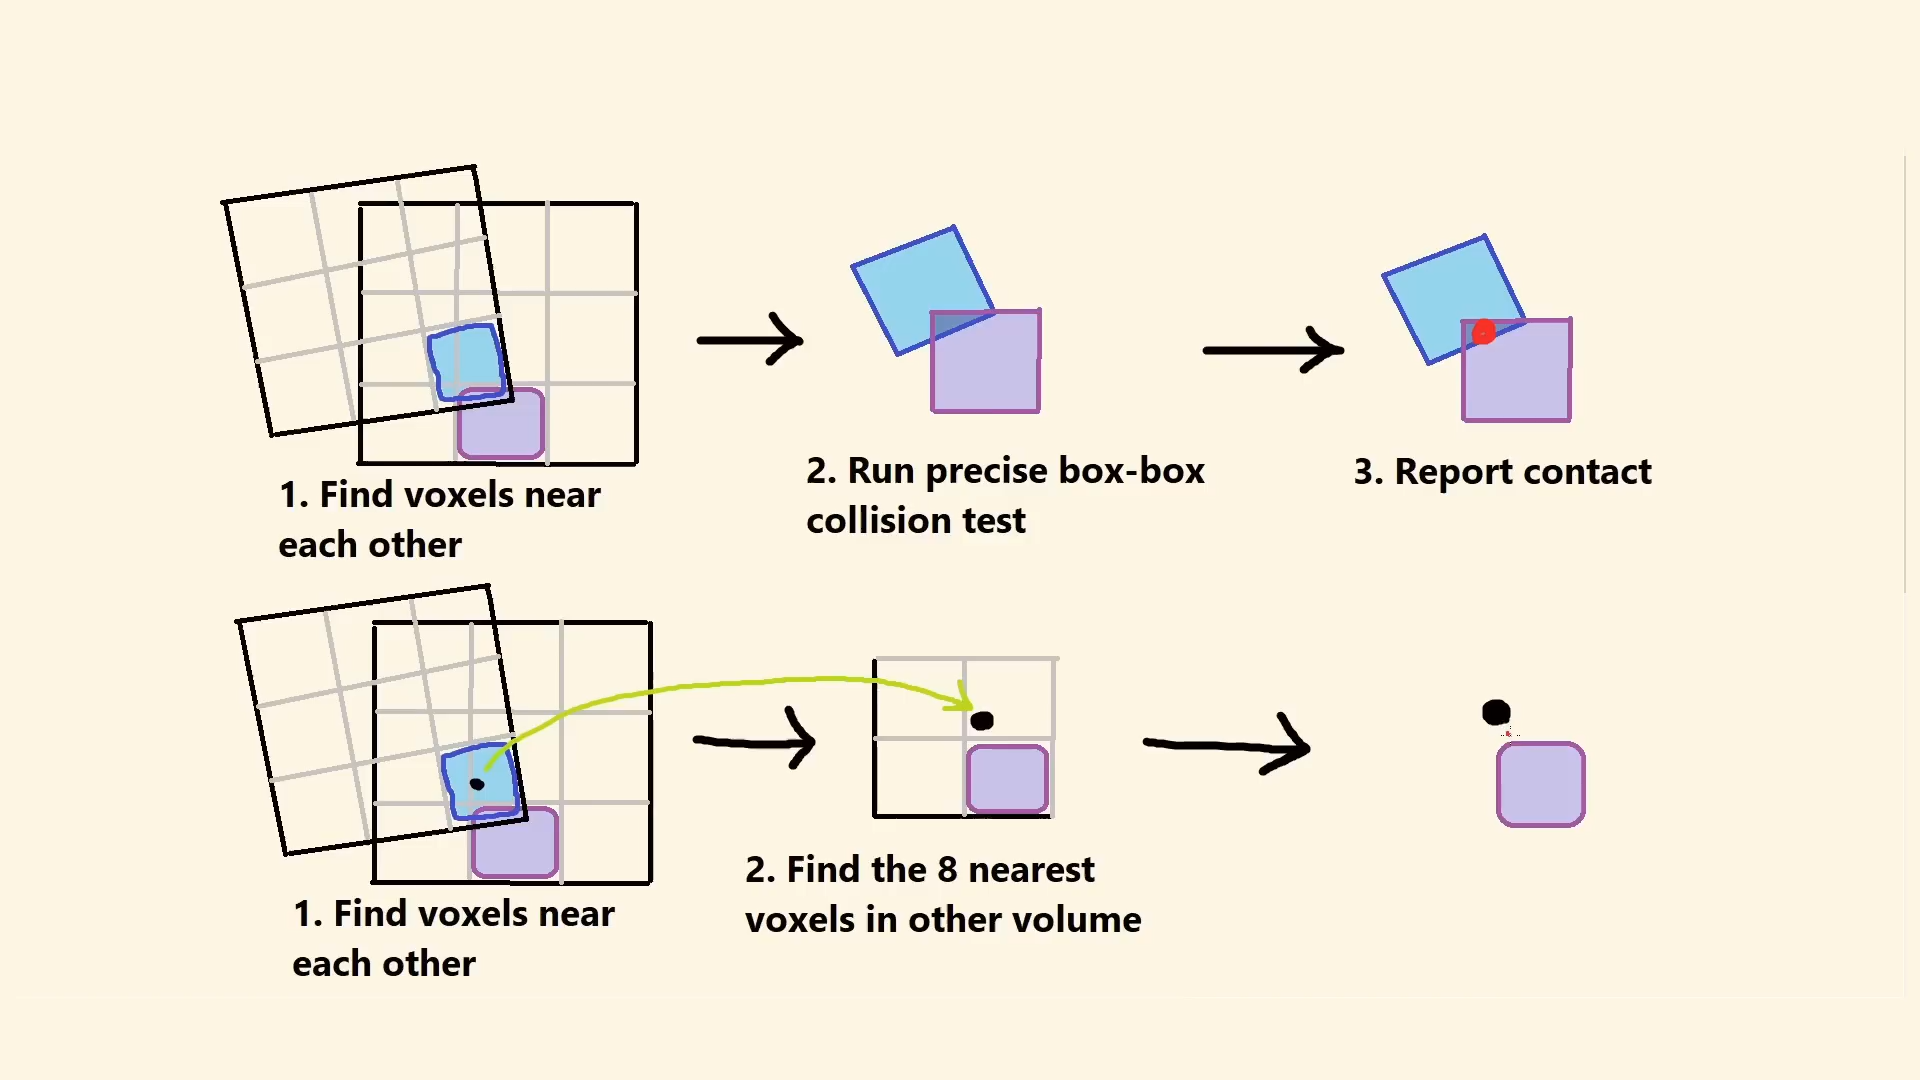 1. Find voxels near
each other
2. Run precise box-box
collision test
3. Report contact
1. Find voxels near
each other
2. Find the 8 nearest
voxels in other volume